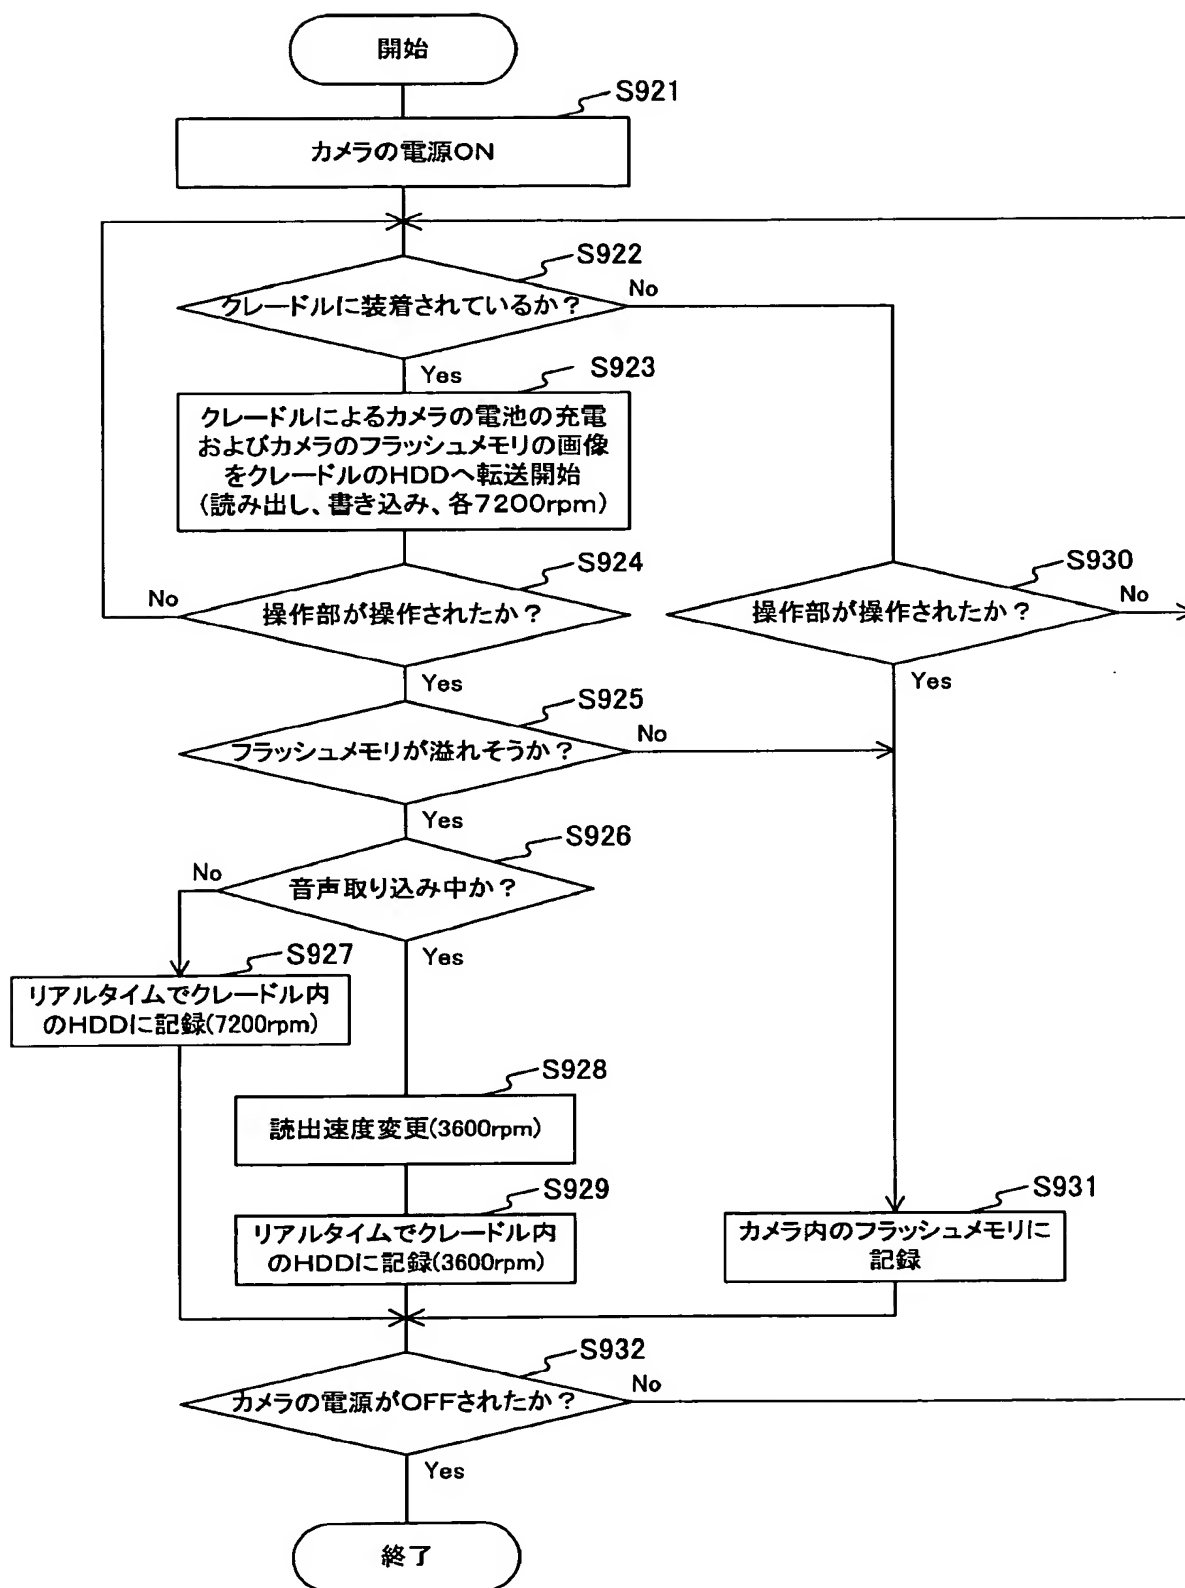 開始
S921
カメラの電源ON
S922
クレードルに装着されているか？
No
Yes
S923
クレードルによるカメラの電池の充電
およびカメラのフラッシュメモリの画像
をクレードルのHDDへ転送開始
(読み出し、書き込み、各7200rpm)
S924
No
操作部が操作されたか？
Yes
S930
操作部が操作されたか？
No
Yes
S925
フラッシュメモリが溢れそうか？
No
Yes
S926
No
音声取り込み中か？
Yes
S927
リアルタイムでクレードル内
のHDDに記録(7200rpm)
S928
読出速度変更(3600rpm)
S929
リアルタイムでクレードル内
のHDDに記録(3600rpm)
S931
カメラ内のフラッシュメモリに
記録
S932
カメラの電源がOFFされたか？
No
Yes
終了